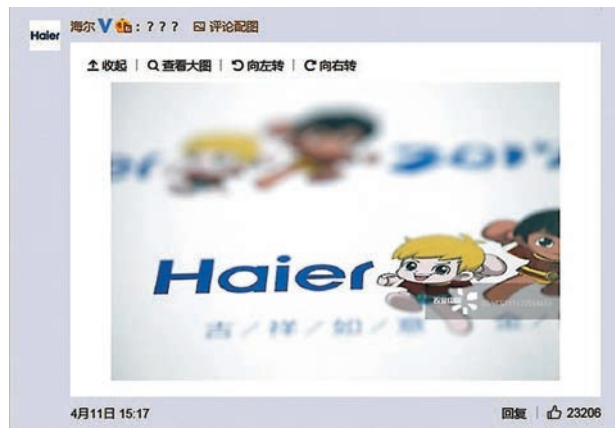 Haier
海尔：？？？ 评论配图
收起 查看大图 向左转 向右转
Haier
吉／祥／如／意
4月11日 15:17
回复 23206